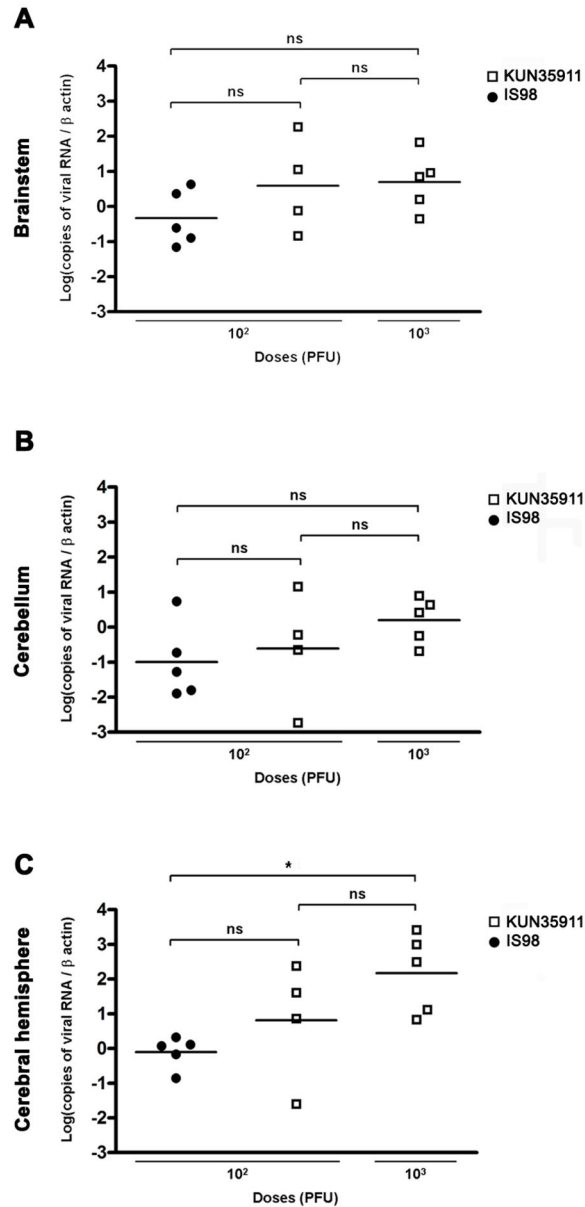 A
ns
ns
ns
KUN35911
IS98
Brainstem
Log(copies of viral RNA / β actin)
4
3
2
1
0
-1
-2
-3
10²
10³
Doses (PFU)
B
ns
ns
ns
KUN35911
IS98
Cerebellum
Log(copies of viral RNA / β actin)
4
3
2
1
0
-1
-2
-3
10²
10³
Doses (PFU)
C
*
ns
ns
KUN35911
IS98
Cerebral hemisphere
Log(copies of viral RNA / β actin)
4
3
2
1
0
-1
-2
-3
10²
10³
Doses (PFU)